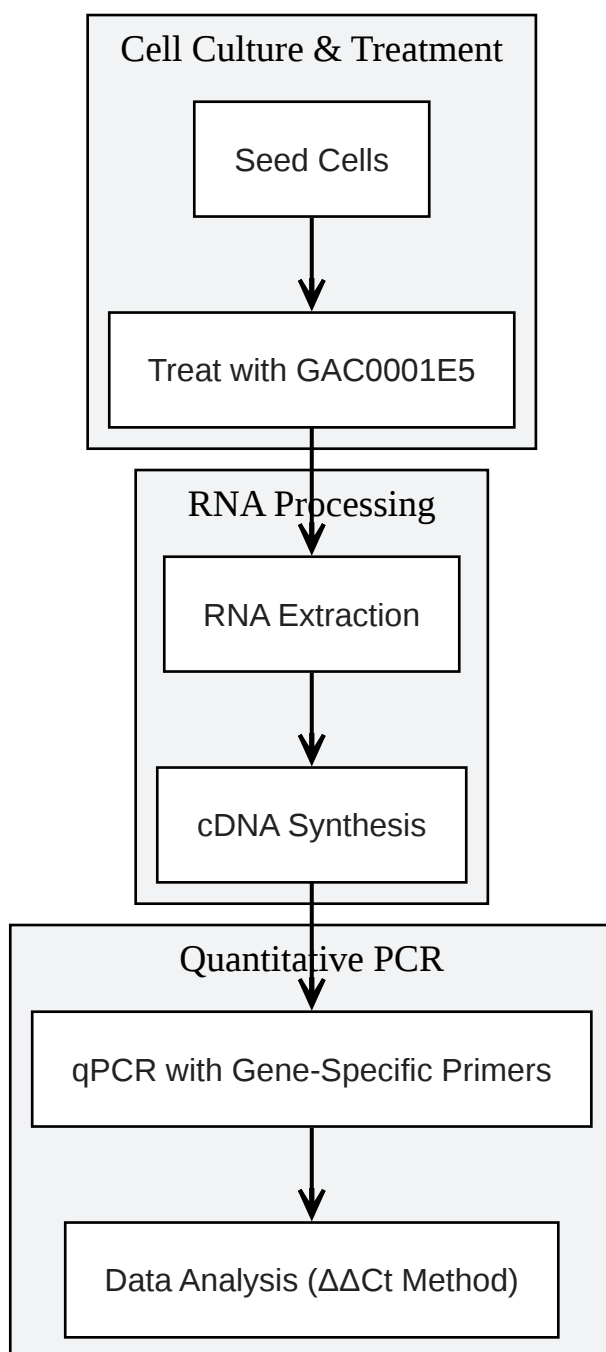 Cell Culture & Treatment
Seed Cells
Treat with GAC0001E5
RNA Processing
RNA Extraction
cDNA Synthesis
Quantitative PCR
qPCR with Gene-Specific Primers
Data Analysis (ΔΔCt Method)